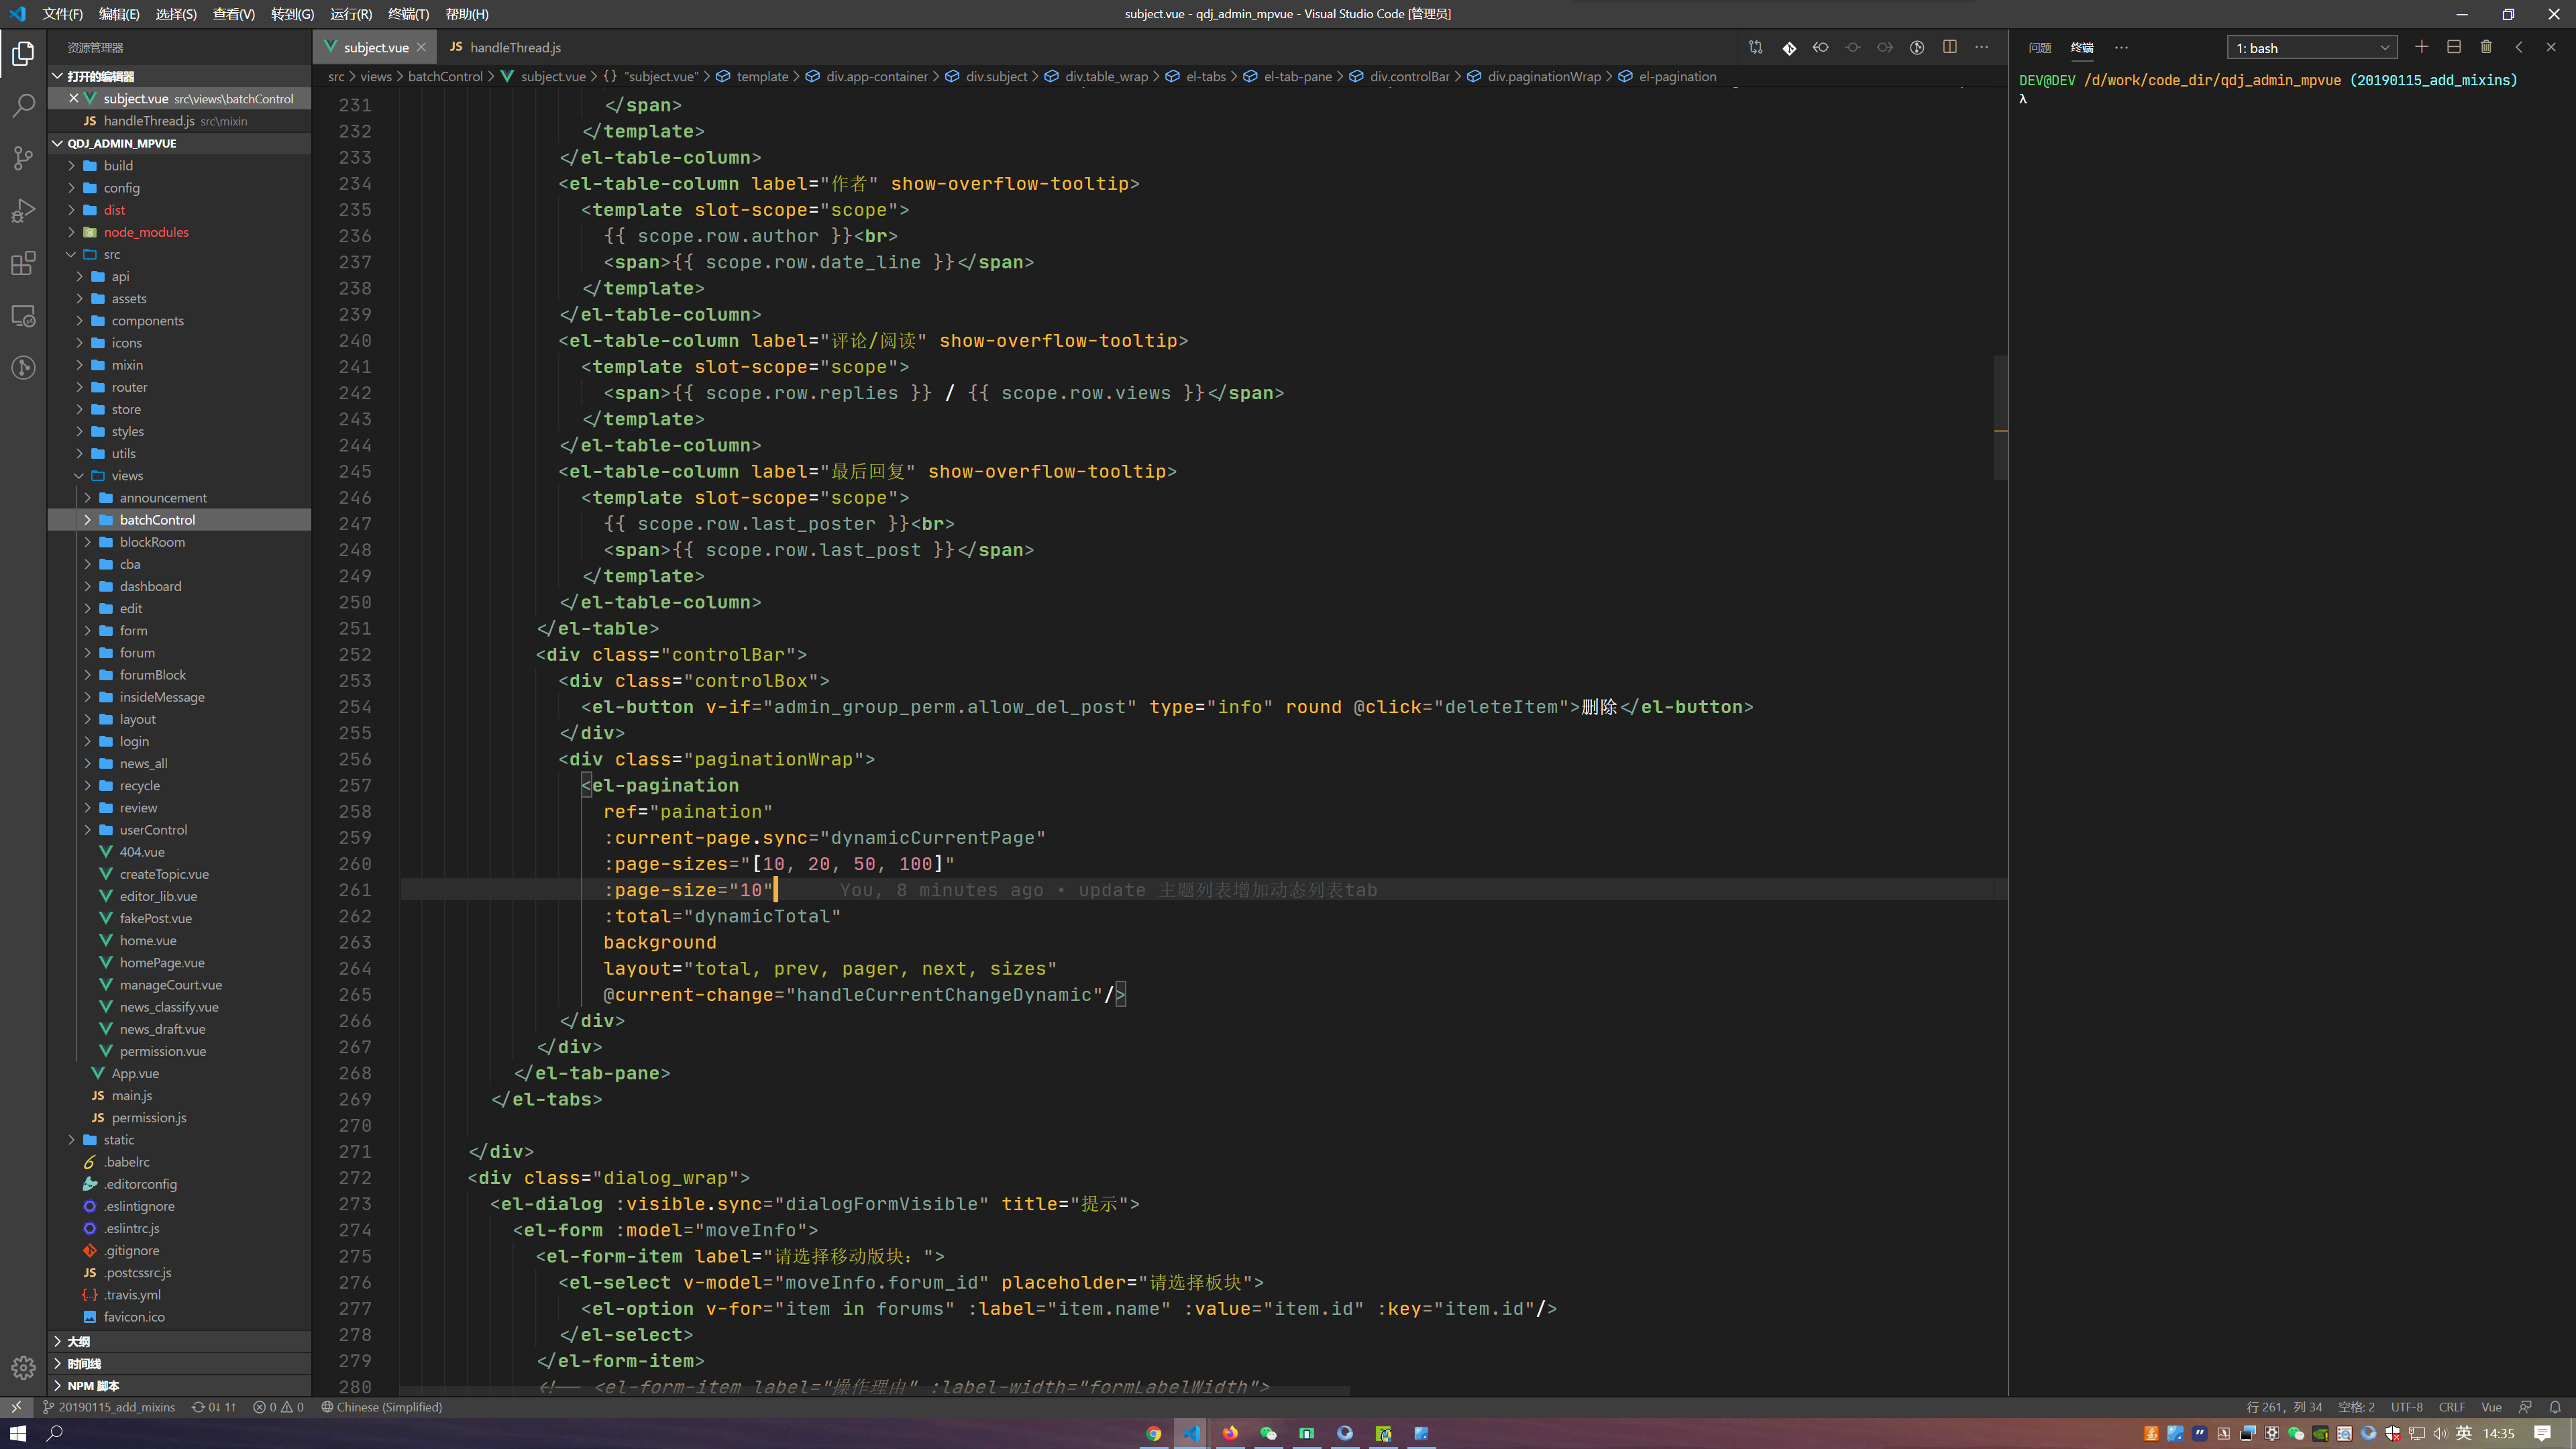 文件(F) 编辑(E) 选择(S) 查看(V) 转到(G) 运行(R) 终端(T) 帮助(H)
subject.vue - qdj_admin_mpvue - Visual Studio Code [管理员]
资源管理器
打开的编辑器
subject.vue src\views\batchControl
JS handleThread.js src\mixin
QDJ_ADMIN_MPVUE
build
config
dist
node_modules
src
api
assets
components
icons
mixin
router
store
styles
utils
views
announcement
batchControl
blockRoom
cba
dashboard
edit
form
forum
forumBlock
insideMessage
layout
login
news_all
recycle
review
userControl
404.vue
createTopic.vue
editor_lib.vue
fakePost.vue
home.vue
homePage.vue
manageCourt.vue
news_classify.vue
news_draft.vue
permission.vue
App.vue
JS main.js
JS permission.js
static
.babelrc
.editorconfig
.eslintignore
.eslintrc.js
.gitignore
JS .postcssrc.js
.travis.yml
favicon.ico
大纲
时间线
NPM 脚本
subject.vue JS handleThread.js
src > views > batchControl > subject.vue > {} "subject.vue" > template > div.app-container > div.subject > div.table_wrap > el-tabs > el-tab-pane > div.controlBar > div.paginationWrap > el-pagination
231 </span>
232 </template>
233 </el-table-column>
234 <el-table-column label="作者" show-overflow-tooltip>
235 <template slot-scope="scope">
236 {{ scope.row.author }}<br>
237 <span>{{ scope.row.date_line }}</span>
238 </template>
239 </el-table-column>
240 <el-table-column label="评论/阅读" show-overflow-tooltip>
241 <template slot-scope="scope">
242 <span>{{ scope.row.replies }} / {{ scope.row.views }}</span>
243 </template>
244 </el-table-column>
245 <el-table-column label="最后回复" show-overflow-tooltip>
246 <template slot-scope="scope">
247 {{ scope.row.last_poster }}<br>
248 <span>{{ scope.row.last_post }}</span>
249 </template>
250 </el-table-column>
251 </el-table>
252 <div class="controlBar">
253 <div class="controlBox">
254 <el-button v-if="admin_group_perm.allow_del_post" type="info" round @click="deleteItem">删除</el-button>
255 </div>
256 <div class="paginationWrap">
257 <el-pagination
258 ref="paination"
259 :current-page.sync="dynamicCurrentPage"
260 :page-sizes="[10, 20, 50, 100]"
261 :page-size="10" You, 8 minutes ago • update 主题列表增加动态列表tab
262 :total="dynamicTotal"
263 background
264 layout="total, prev, pager, next, sizes"
265 @current-change="handleCurrentChangeDynamic"/>
266 </div>
267 </div>
268 </el-tab-pane>
269 </el-tabs>
270
271 </div>
272 <div class="dialog_wrap">
273 <el-dialog :visible.sync="dialogFormVisible" title="提示">
274 <el-form :model="moveInfo">
275 <el-form-item label="请选择移动版块：">
276 <el-select v-model="moveInfo.forum_id" placeholder="请选择板块">
277 <el-option v-for="item in forums" :label="item.name" :value="item.id" :key="item.id"/>
278 </el-select>
279 </el-form-item>
280 <!-- <el-form-item label="操作理由" :label-width="formLabelWidth">
问题 终端 ··· 1: bash
DEV@DEV /d/work/code_dir/qdj_admin_mpvue (20190115_add_mixins)
λ
20190115_add_mixins 0↓ 1↑ 0 0 Chinese (Simplified)
行 261，列 34 空格: 2 UTF-8 CRLF Vue
英 14:35